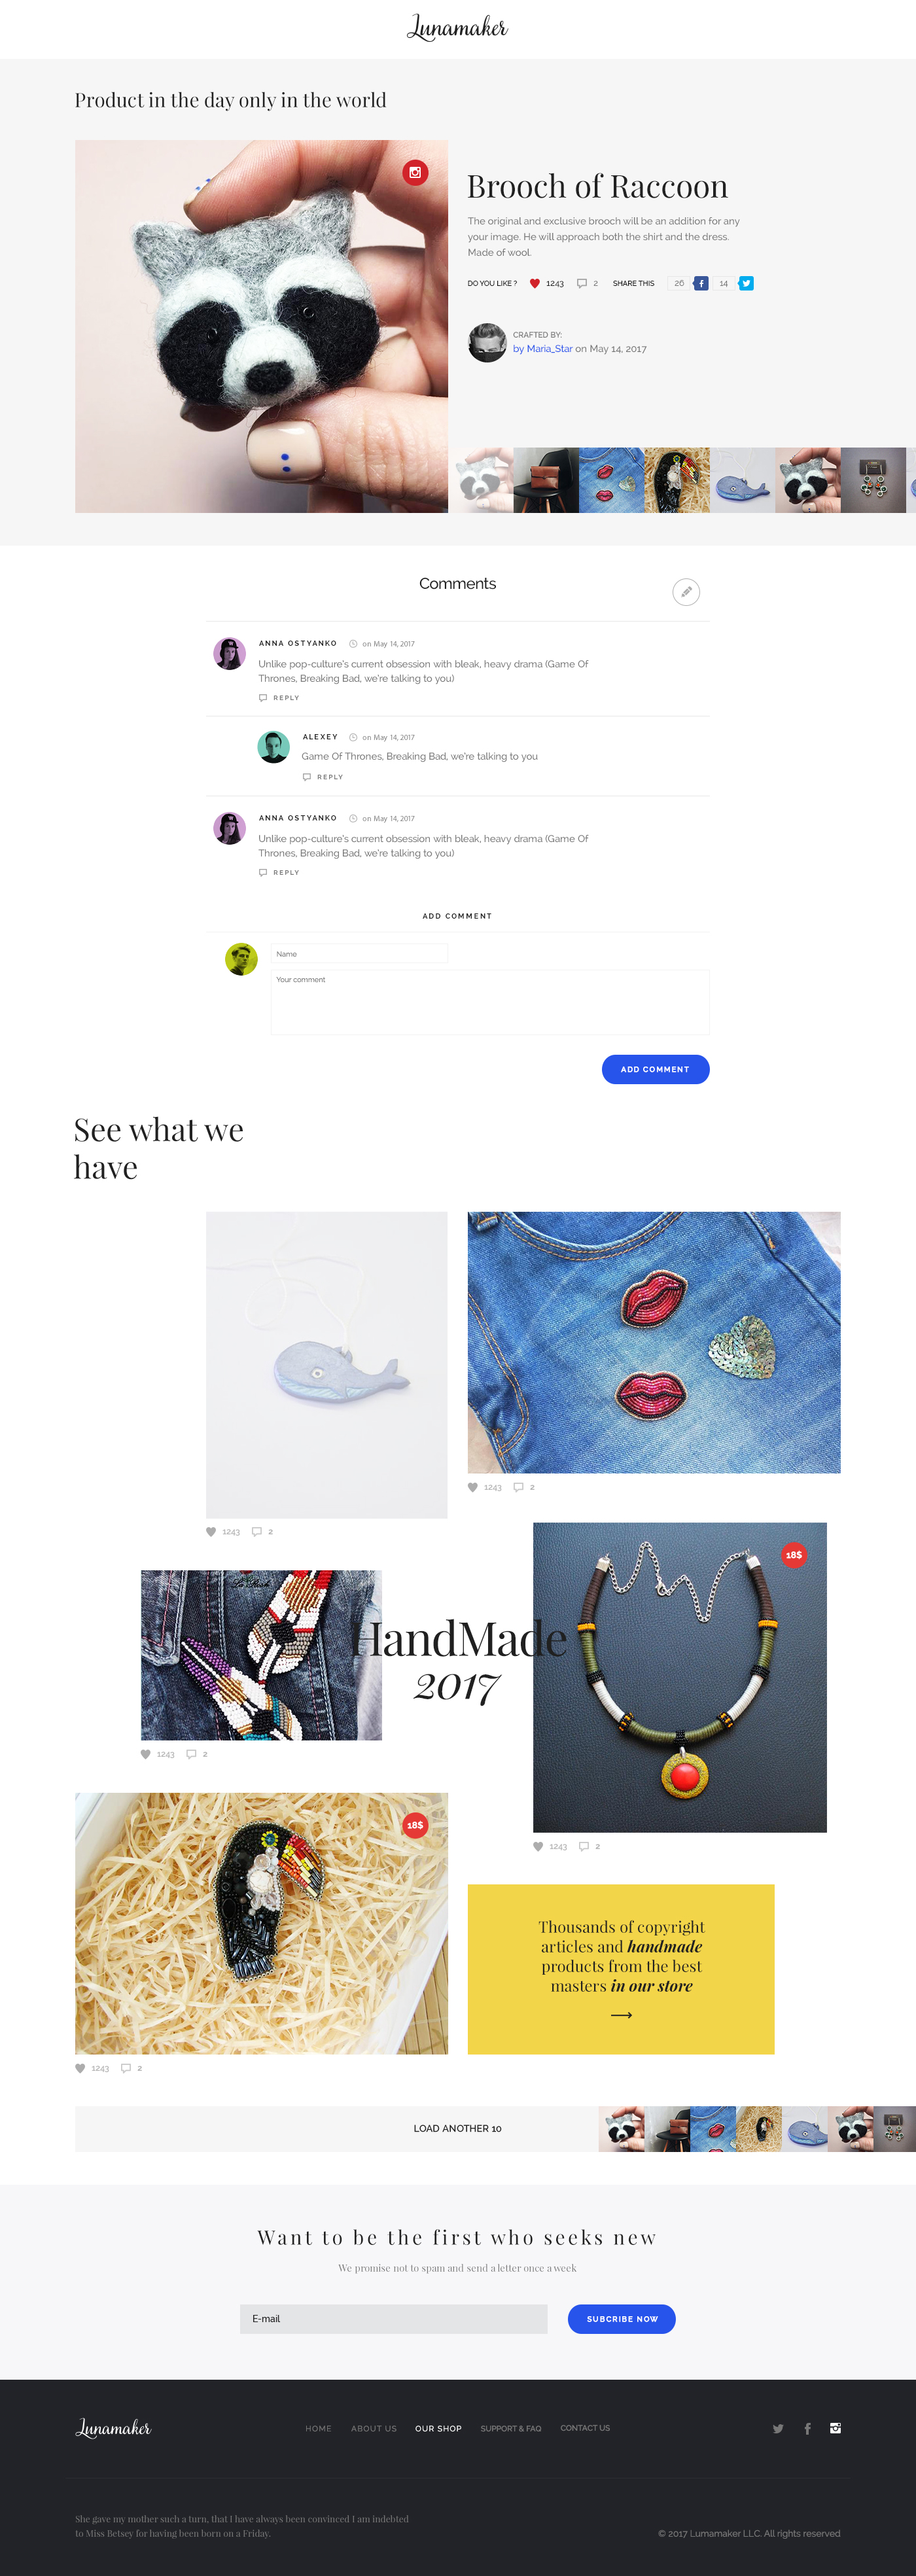 Lunamaker
Product in the day only in the world
Brooch of Raccoon
The original and exclusive brooch will be an addition for any
your image. He will approach both the shirt and the dress.
Made of wool.
DO YOU LIKE ? 1243 2 SHARE THIS 26 14
CRAFTED BY:
by Maria_Star on May 14, 2017
Comments
ANNA OSTYANKO on May 14, 2017
Unlike pop-culture's current obsession with bleak, heavy drama (Game Of
Thrones, Breaking Bad, we're talking to you)
REPLY
ALEXEY on May 14, 2017
Game Of Thrones, Breaking Bad, we're talking to you
REPLY
ANNA OSTYANKO on May 14, 2017
Unlike pop-culture's current obsession with bleak, heavy drama (Game Of
Thrones, Breaking Bad, we're talking to you)
REPLY
ADD COMMENT
Name
Your comment
ADD COMMENT
See what we
have
1243 2
1243 2
18$
HandMade
2017
1243 2
18$
1243 2
Thousands of copyright
articles and handmade
products from the best
masters in our store
1243 2
LOAD ANOTHER 10
Want to be the first who seeks new
We promise not to spam and send a letter once a week
E-mail
SUBCRIBE NOW
Lunamaker
HOME ABOUT US OUR SHOP SUPPORT & FAQ CONTACT US
She gave my mother such a turn, that I have always been convinced I am indebted
to Miss Betsey for having been born on a Friday.
© 2017 Lumamaker LLC. All rights reserved